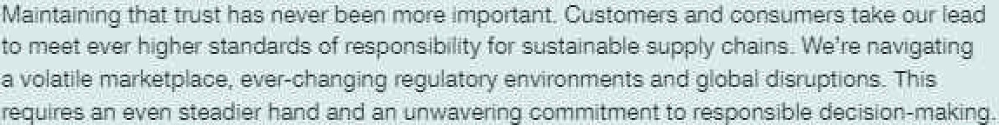 Maintaining that trust has never been more important. Customers and consumers take our lead
to meet ever higher standards of responsibility for sustainable supply chains. We're navigating
a volatile marketplace, ever-changing regulatory environments and global disruptions. This
requires an even steadier hand and an unwavering commitment to responsible decision-making.